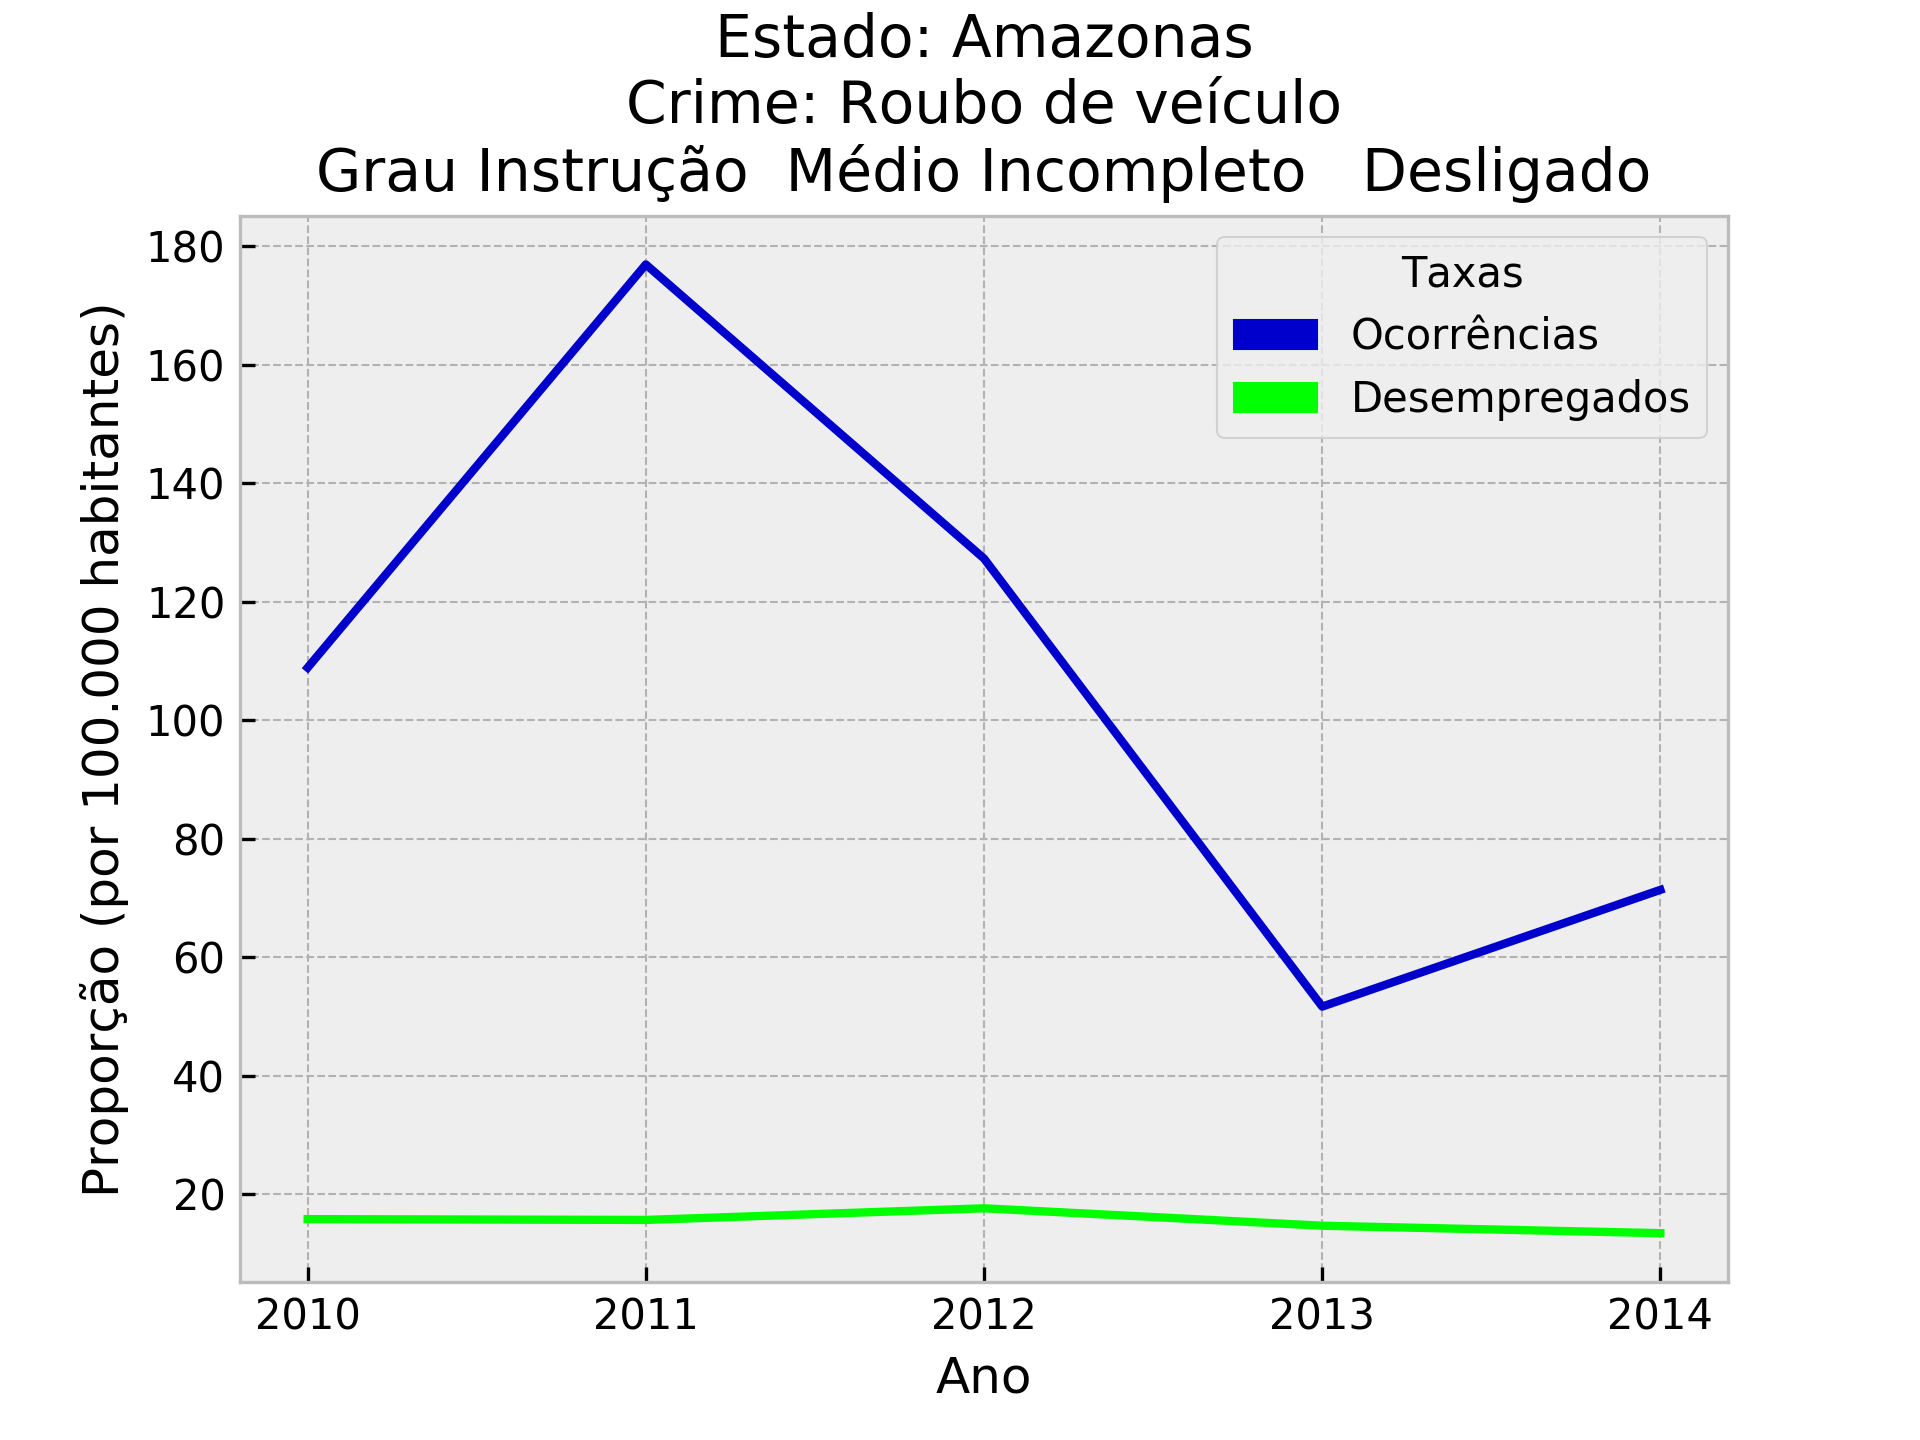 Estado: Amazonas
Crime: Roubo de veículo
Grau Instrução  Médio Incompleto   Desligado
Proporção (por 100.000 habitantes)
180
160
140
120
100
80
60
40
20
Taxas
Ocorrências
Desempregados
2010 2011 2012 2013 2014
Ano